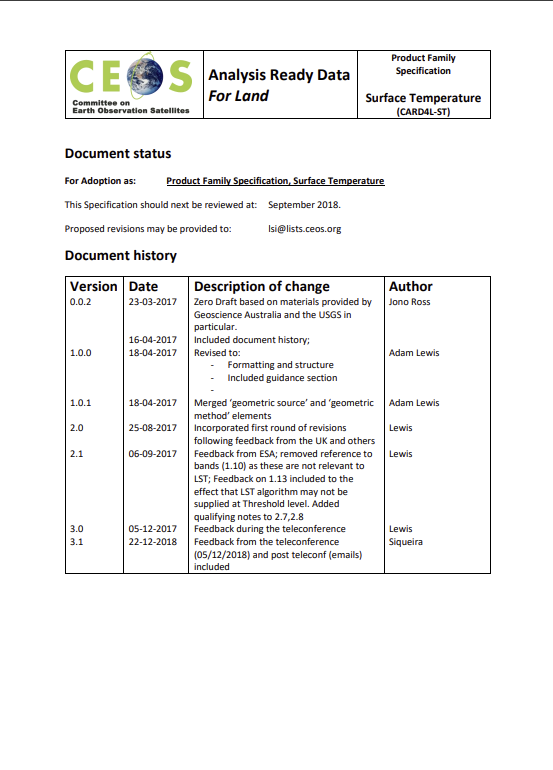 CEOS
Committee on
Earth Observation Satellites
Analysis Ready Data
For Land
Product Family
Specification
Surface Temperature
(CARD4L-ST)
Document status
For Adoption as: Product Family Specification, Surface Temperature
This Specification should next be reviewed at: September 2018.
Proposed revisions may be provided to: lsi@lists.ceos.org
Document history
Version Date Description of change Author
0.0.2 23-03-2017 Zero Draft based on materials provided by Jono Ross
Geoscience Australia and the USGS in
particular.
16-04-2017 Included document history;
1.0.0 18-04-2017 Revised to: Adam Lewis
- Formatting and structure
- Included guidance section
-
1.0.1 18-04-2017 Merged ‘geometric source’ and ‘geometric Adam Lewis
method’ elements
2.0 25-08-2017 Incorporated first round of revisions Lewis
following feedback from the UK and others
2.1 06-09-2017 Feedback from ESA; removed reference to Lewis
bands (1.10) as these are not relevant to
LST; Feedback on 1.13 included to the
effect that LST algorithm may not be
supplied at Threshold level. Added
qualifying notes to 2.7,2.8
3.0 05-12-2017 Feedback during the teleconference Lewis
3.1 22-12-2018 Feedback from the teleconference Siqueira
(05/12/2018) and post teleconf (emails)
included